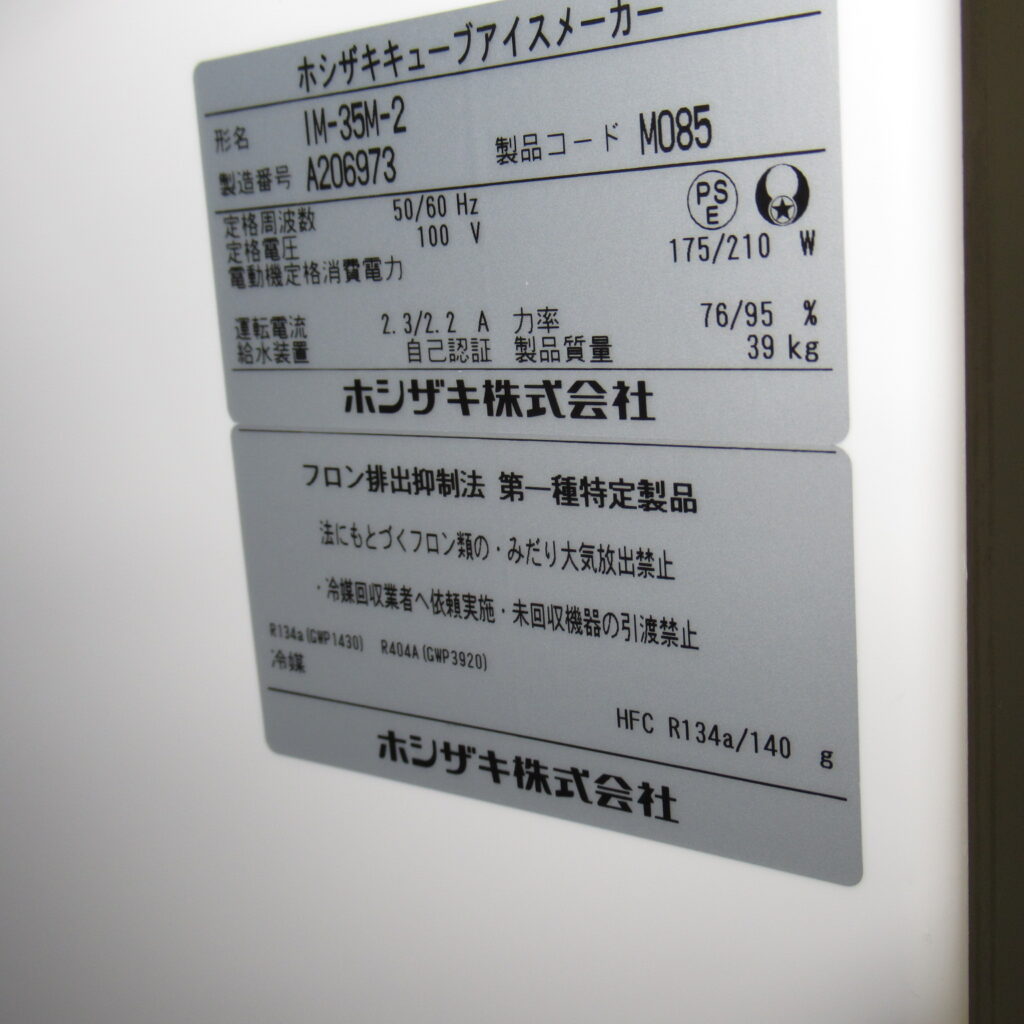 ホシザキキューブアイスメーカー
形名 IM-35M-2
製造番号 A206973 製品コード M085
定格周波数 50/60 Hz PSE
定格電圧 100 V
電動機定格消費電力 175/210 W
運転電流 2.3/2.2 A 力率 76/95 %
給水装置 自己認証 製品質量 39 kg
ホシザキ株式会社
フロン排出抑制法 第一種特定製品
法にもとづくフロン類の・みだり大気放出禁止
・冷媒回収業者へ依頼実施・未回収機器の引渡禁止
R134a(GWP1430) R404A(GWP3920)
冷媒 HFC R134a/140 g
ホシザキ株式会社